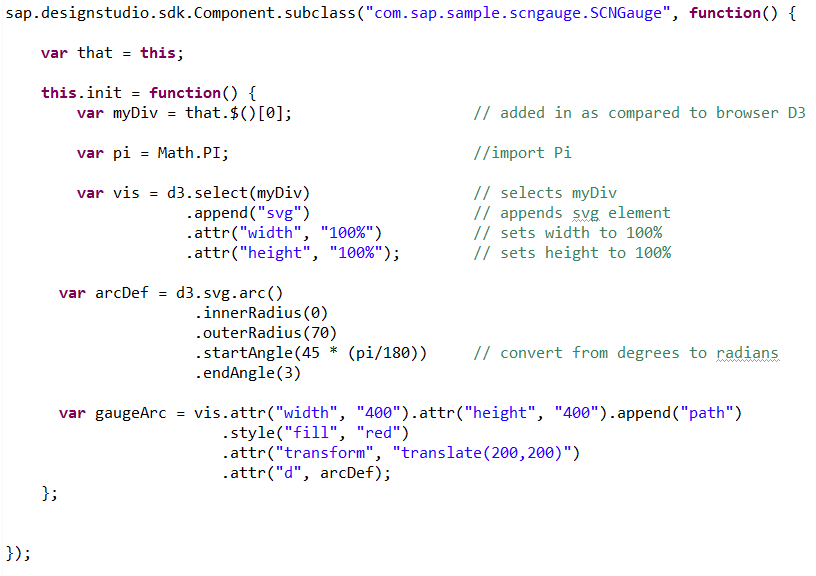 sap.designstudio.sdk.Component.subclass("com.sap.sample.scngauge.SCNGauge", function() {
var that = this;
this.init = function() {
var myDiv = that.$()[0]; // added in as compared to browser D3
var pi = Math.PI; //import Pi
var vis = d3.select(myDiv) // selects myDiv
.append("svg") // appends svg element
.attr("width", "100%") // sets width to 100%
.attr("height", "100%"); // sets height to 100%
var arcDef = d3.svg.arc()
.innerRadius(0)
.outerRadius(70)
.startAngle(45 * (pi/180)) // convert from degrees to radians
.endAngle(3)
var gaugeArc = vis.attr("width", "400").attr("height", "400").append("path")
.style("fill", "red")
.attr("transform", "translate(200,200)")
.attr("d", arcDef);
};
});